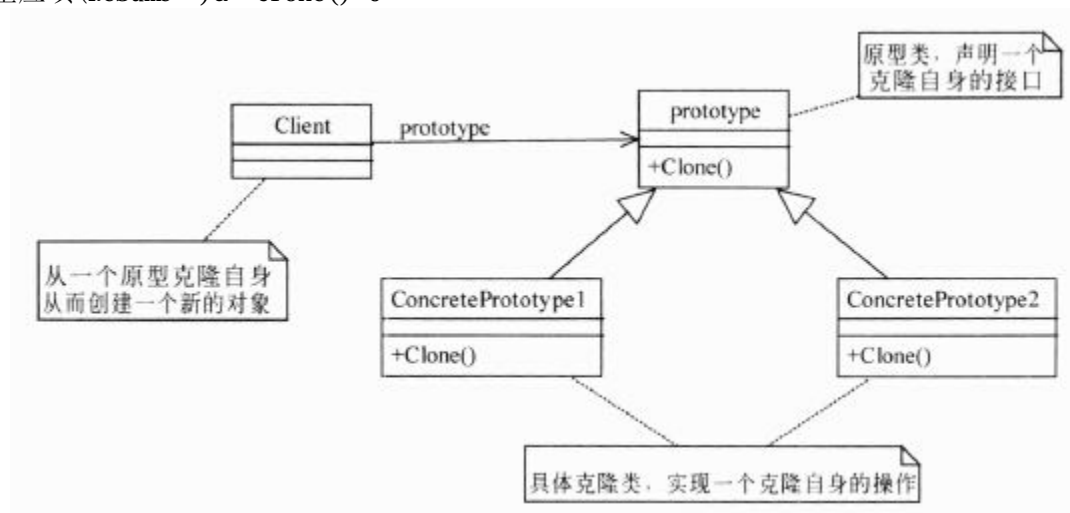 原型类，声明一个
克隆自身的接口
Client
prototype
prototype
+Clone()
从一个原型克隆自身
从而创建一个新的对象
ConcretePrototype1
+Clone()
ConcretePrototype2
+Clone()
具体克隆类，实现一个克隆自身的操作